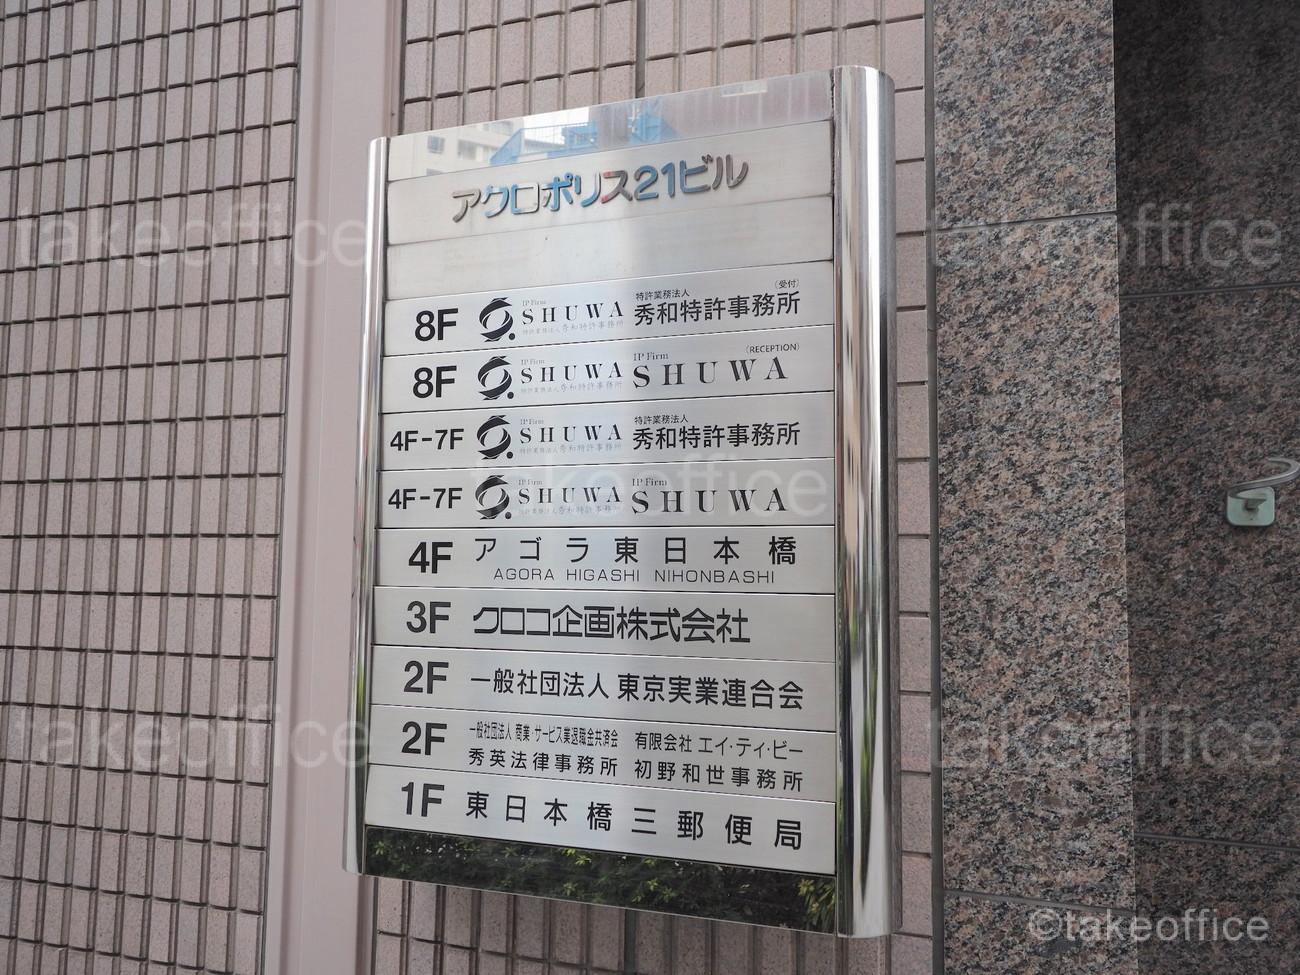 アクロポリス21ビル
8F IP Firm SHUWA 特許業務法人 秀和特許事務所 特許業務法人 秀和特許事務所 (受付)
8F IP Firm SHUWA 特許業務法人 秀和特許事務所 IP Firm SHUWA (RECEPTION)
4F-7F IP Firm SHUWA 特許業務法人 秀和特許事務所 特許業務法人 秀和特許事務所
4F-7F IP Firm SHUWA 特許業務法人 秀和特許事務所 IP Firm SHUWA
4F アゴラ東日本橋
AGORA HIGASHI NIHONBASHI
3F クロコ企画株式会社
2F 一般社団法人 東京実業連合会
2F 一般社団法人 商業・サービス業退職金共済会 有限会社 エイ・ティ・ビー
秀英法律事務所 初野和世事務所
1F 東日本橋三郵便局
takeoffice
takeoffice
takeoffice
takeoffice
takeoffice
©takeoffice